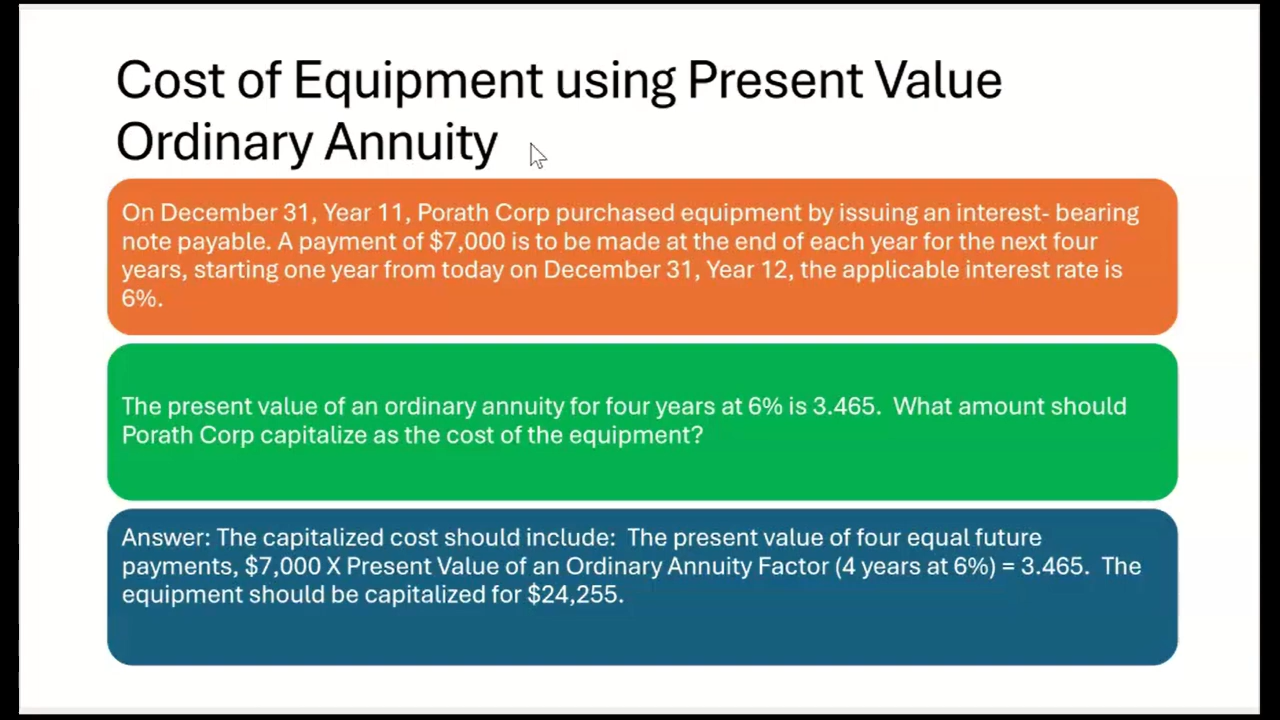 Cost of Equipment using Present Value
Ordinary Annuity
On December 31, Year 11, Porath Corp purchased equipment by issuing an interest- bearing
note payable. A payment of $7,000 is to be made at the end of each year for the next four
years, starting one year from today on December 31, Year 12, the applicable interest rate is
6%.
The present value of an ordinary annuity for four years at 6% is 3.465.  What amount should
Porath Corp capitalize as the cost of the equipment?
Answer: The capitalized cost should include:  The present value of four equal future
payments, $7,000 X Present Value of an Ordinary Annuity Factor (4 years at 6%) = 3.465.  The
equipment should be capitalized for $24,255.